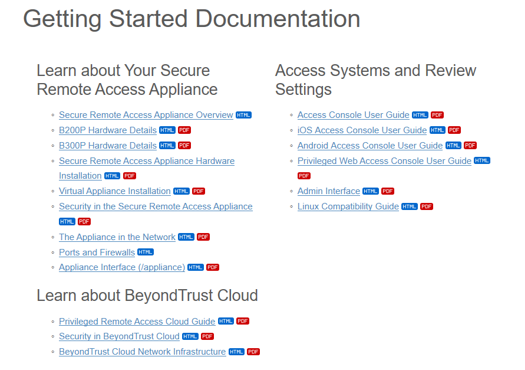 Getting Started Documentation
Learn about Your Secure
Remote Access Appliance
Secure Remote Access Appliance Overview HTML
B200P Hardware Details HTML PDF
B300P Hardware Details HTML PDF
Secure Remote Access Appliance Hardware
Installation HTML PDF
Virtual Appliance Installation HTML PDF
Security in the Secure Remote Access Appliance
HTML PDF
The Appliance in the Network HTML PDF
Ports and Firewalls HTML
Appliance Interface (/appliance) HTML PDF
Learn about BeyondTrust Cloud
Privileged Remote Access Cloud Guide HTML PDF
Security in BeyondTrust Cloud HTML PDF
BeyondTrust Cloud Network Infrastructure HTML PDF
Access Systems and Review
Settings
Access Console User Guide HTML PDF
iOS Access Console User Guide HTML PDF
Android Access Console User Guide HTML PDF
Privileged Web Access Console User Guide HTML
PDF
Admin Interface HTML PDF
Linux Compatibility Guide HTML PDF